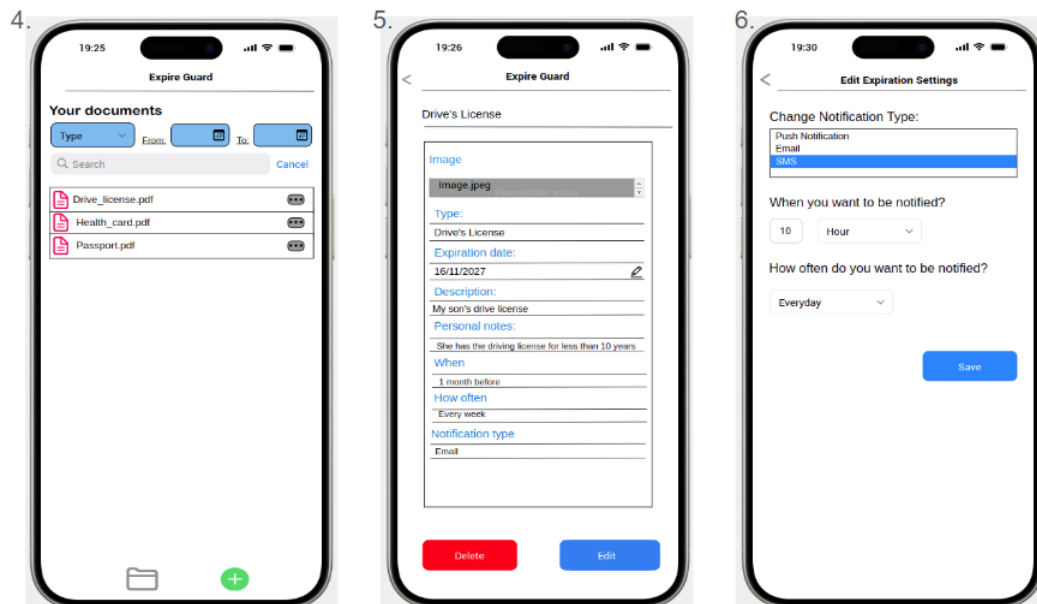 4.
19:25
Expire Guard
Your documents
Type From: To:
Search Cancel
Drive_license.pdf
Health_card.pdf
Passport.pdf
5.
19:26
Expire Guard
Drive's License
Image
Image.jpeg
Placeholder value
Type:
Drive's License
Expiration date:
16/11/2027
Description:
My son's drive license
Personal notes:
She has the driving license for less than 10 years
When
1 month before
How often
Every week
Notification type
Email
Delete Edit
6.
19:30
Edit Expiration Settings
Change Notification Type:
Push Notification
Email
SMS
When you want to be notified?
10 Hour
How often do you want to be notified?
Everyday
Save